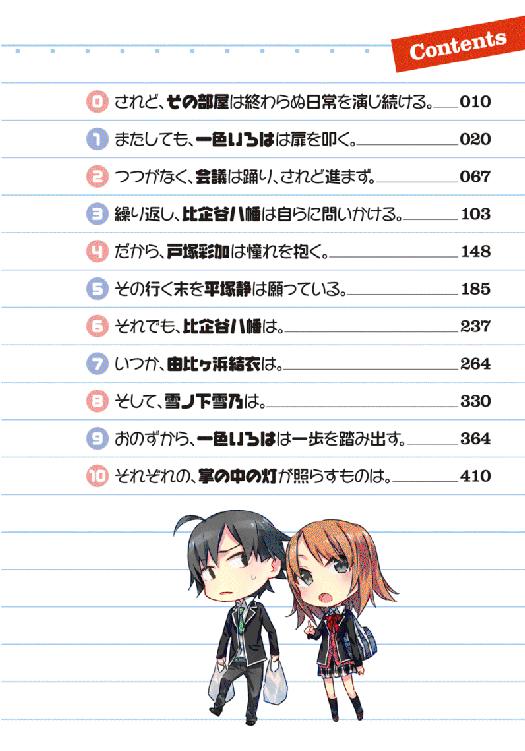 Contents
0 されど、その部屋は終わらぬ日常を演じ続ける。 010
1 またしても、一色いろはは扉を叩く。 020
2 つつがなく、会議は踊り、されど進まず。 067
3 繰り返し、比企谷八幡は自らに問いかける。 103
4 だから、戸塚彩加は憧れを抱く。 148
5 その行く末を平塚静は願っている。 185
6 それでも、比企谷八幡は。 237
7 いつか、由比ヶ浜結衣は。 264
8 そして、雪ノ下雪乃は。 330
9 おのずから、一色いろはは一歩を踏み出す。 364
10 それぞれの、掌の中の灯が照らすものは。 410